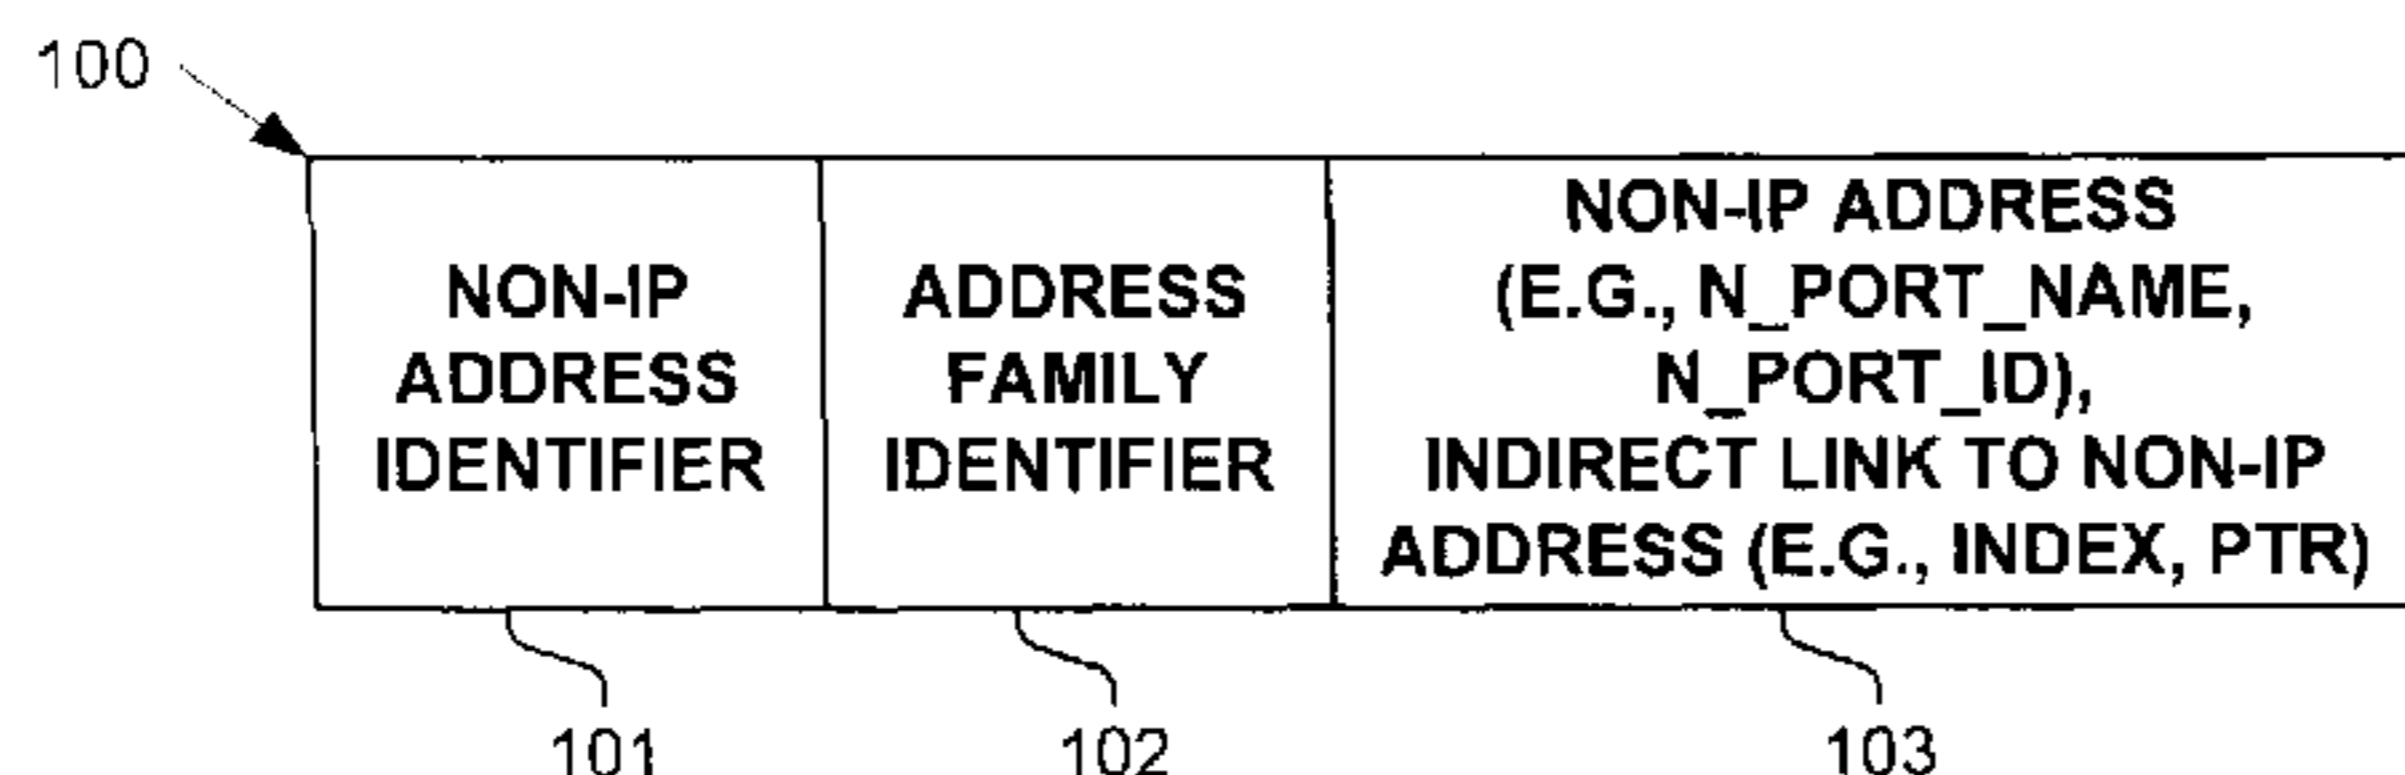 100
NON-IP
ADDRESS
IDENTIFIER
ADDRESS
FAMILY
IDENTIFIER
NON-IP ADDRESS
(E.G., N_PORT_NAME,
N_PORT_ID),
INDIRECT LINK TO NON-IP
ADDRESS (E.G., INDEX, PTR)
101
102
103